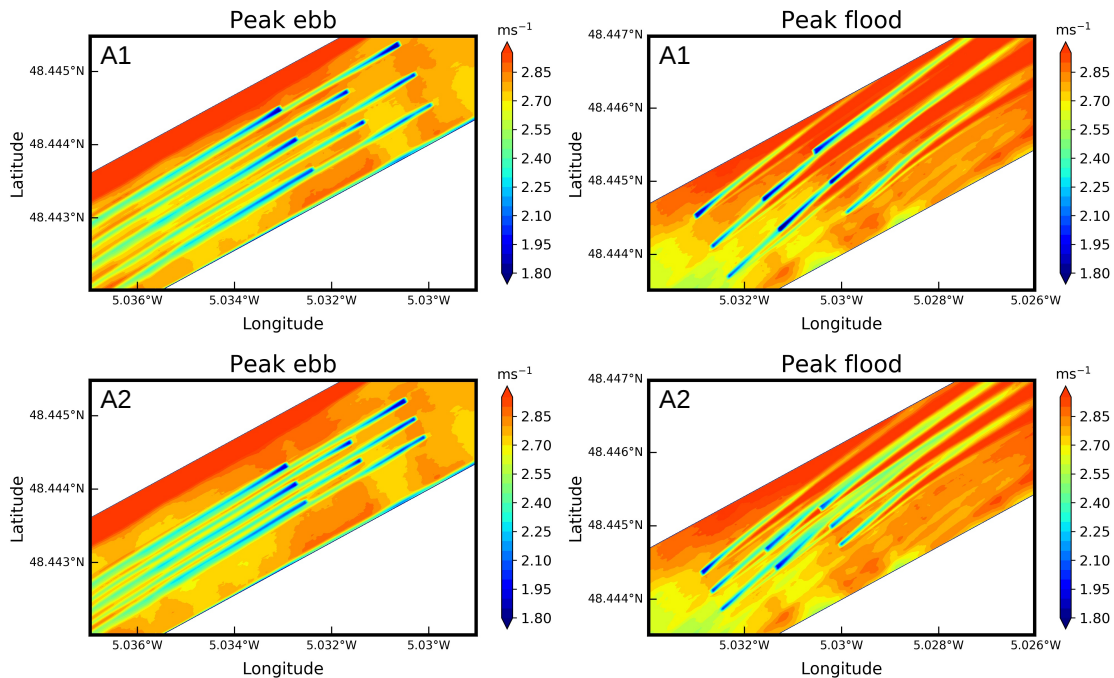 Peak ebb
ms⁻¹
A1
48.445°N
48.444°N
48.443°N
Latitude
5.036°W 5.034°W 5.032°W 5.03°W
Longitude
2.85
2.70
2.55
2.40
2.25
2.10
1.95
1.80
Peak flood
ms⁻¹
A1
48.447°N
48.446°N
48.445°N
48.444°N
Latitude
5.032°W 5.03°W 5.028°W 5.026°W
Longitude
2.85
2.70
2.55
2.40
2.25
2.10
1.95
1.80
Peak ebb
ms⁻¹
A2
48.445°N
48.444°N
48.443°N
Latitude
5.036°W 5.034°W 5.032°W 5.03°W
Longitude
2.85
2.70
2.55
2.40
2.25
2.10
1.95
1.80
Peak flood
ms⁻¹
A2
48.447°N
48.446°N
48.445°N
48.444°N
Latitude
5.032°W 5.03°W 5.028°W 5.026°W
Longitude
2.85
2.70
2.55
2.40
2.25
2.10
1.95
1.80